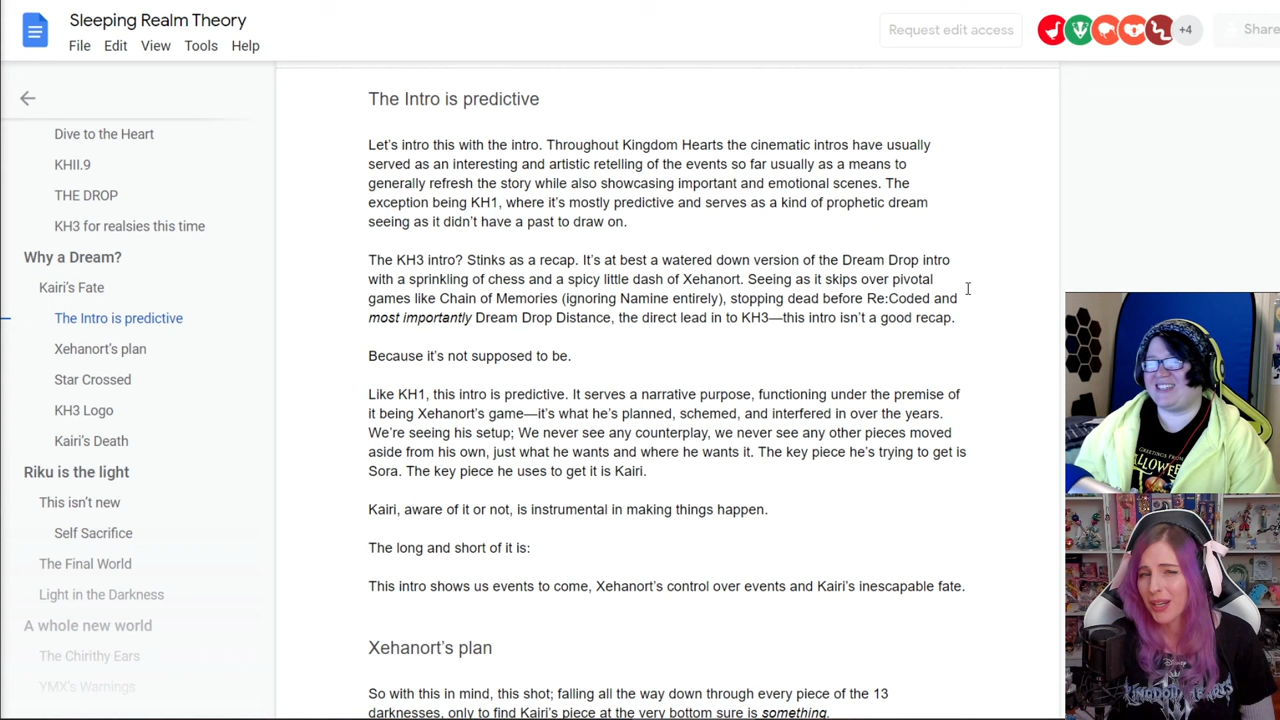 Sleeping Realm Theory
File Edit View Tools Help
Request edit access
+4
Share
Dive to the Heart
KHII.9
THE DROP
KH3 for realsies this time
Why a Dream?
Kairi's Fate
The Intro is predictive
Xehanort's plan
Star Crossed
KH3 Logo
Kairi's Death
Riku is the light
This isn't new
Self Sacrifice
The Final World
Light in the Darkness
A whole new world
The Chirithy Ears
YMX's Warnings
The Intro is predictive
Let's intro this with the intro. Throughout Kingdom Hearts the cinematic intros have usually
served as an interesting and artistic retelling of the events so far usually as a means to
generally refresh the story while also showcasing important and emotional scenes. The
exception being KH1, where it's mostly predictive and serves as a kind of prophetic dream
seeing as it didn't have a past to draw on.
The KH3 intro? Stinks as a recap. It's at best a watered down version of the Dream Drop intro
with a sprinkling of chess and a spicy little dash of Xehanort. Seeing as it skips over pivotal
games like Chain of Memories (ignoring Namine entirely), stopping dead before Re:Coded and
most importantly Dream Drop Distance, the direct lead in to KH3—this intro isn't a good recap.
Because it's not supposed to be.
Like KH1, this intro is predictive. It serves a narrative purpose, functioning under the premise of
it being Xehanort's game—it's what he's planned, schemed, and interfered in over the years.
We're seeing his setup; We never see any counterplay, we never see any other pieces moved
aside from his own, just what he wants and where he wants it. The key piece he's trying to get is
Sora. The key piece he uses to get it is Kairi.
Kairi, aware of it or not, is instrumental in making things happen.
The long and short of it is:
This intro shows us events to come, Xehanort's control over events and Kairi's inescapable fate.
Xehanort's plan
So with this in mind, this shot; falling all the way down through every piece of the 13
darknesses, only to find Kairi's piece at the very bottom sure is something.
GREETINGS FROM
HALLOWE
Disney
KINGDOM HEARTS